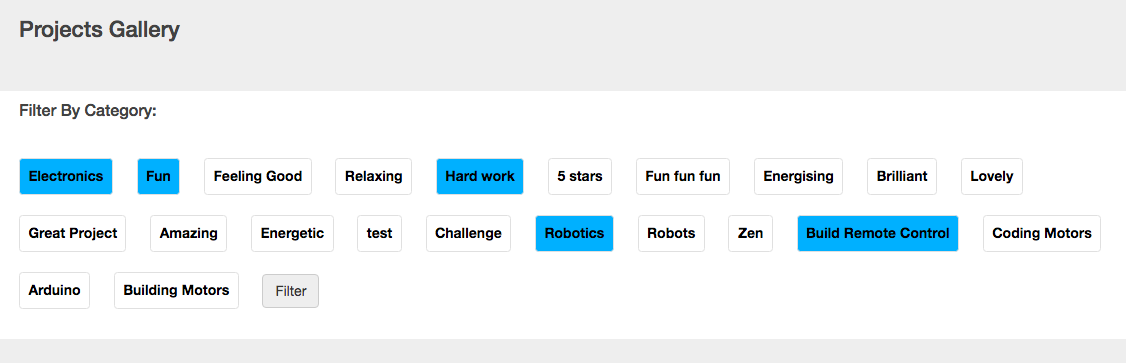 Projects Gallery
Filter By Category:
Electronics Fun Feeling Good Relaxing Hard work 5 stars Fun fun fun Energising Brilliant Lovely
Great Project Amazing Energetic test Challenge Robotics Robots Zen Build Remote Control Coding Motors
Arduino Building Motors Filter